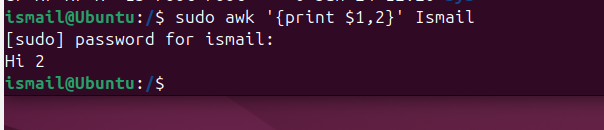 ismail@Ubuntu:/$ sudo awk '{print $1,2}' Ismail
[sudo] password for ismail:
Hi 2
ismail@Ubuntu:/$